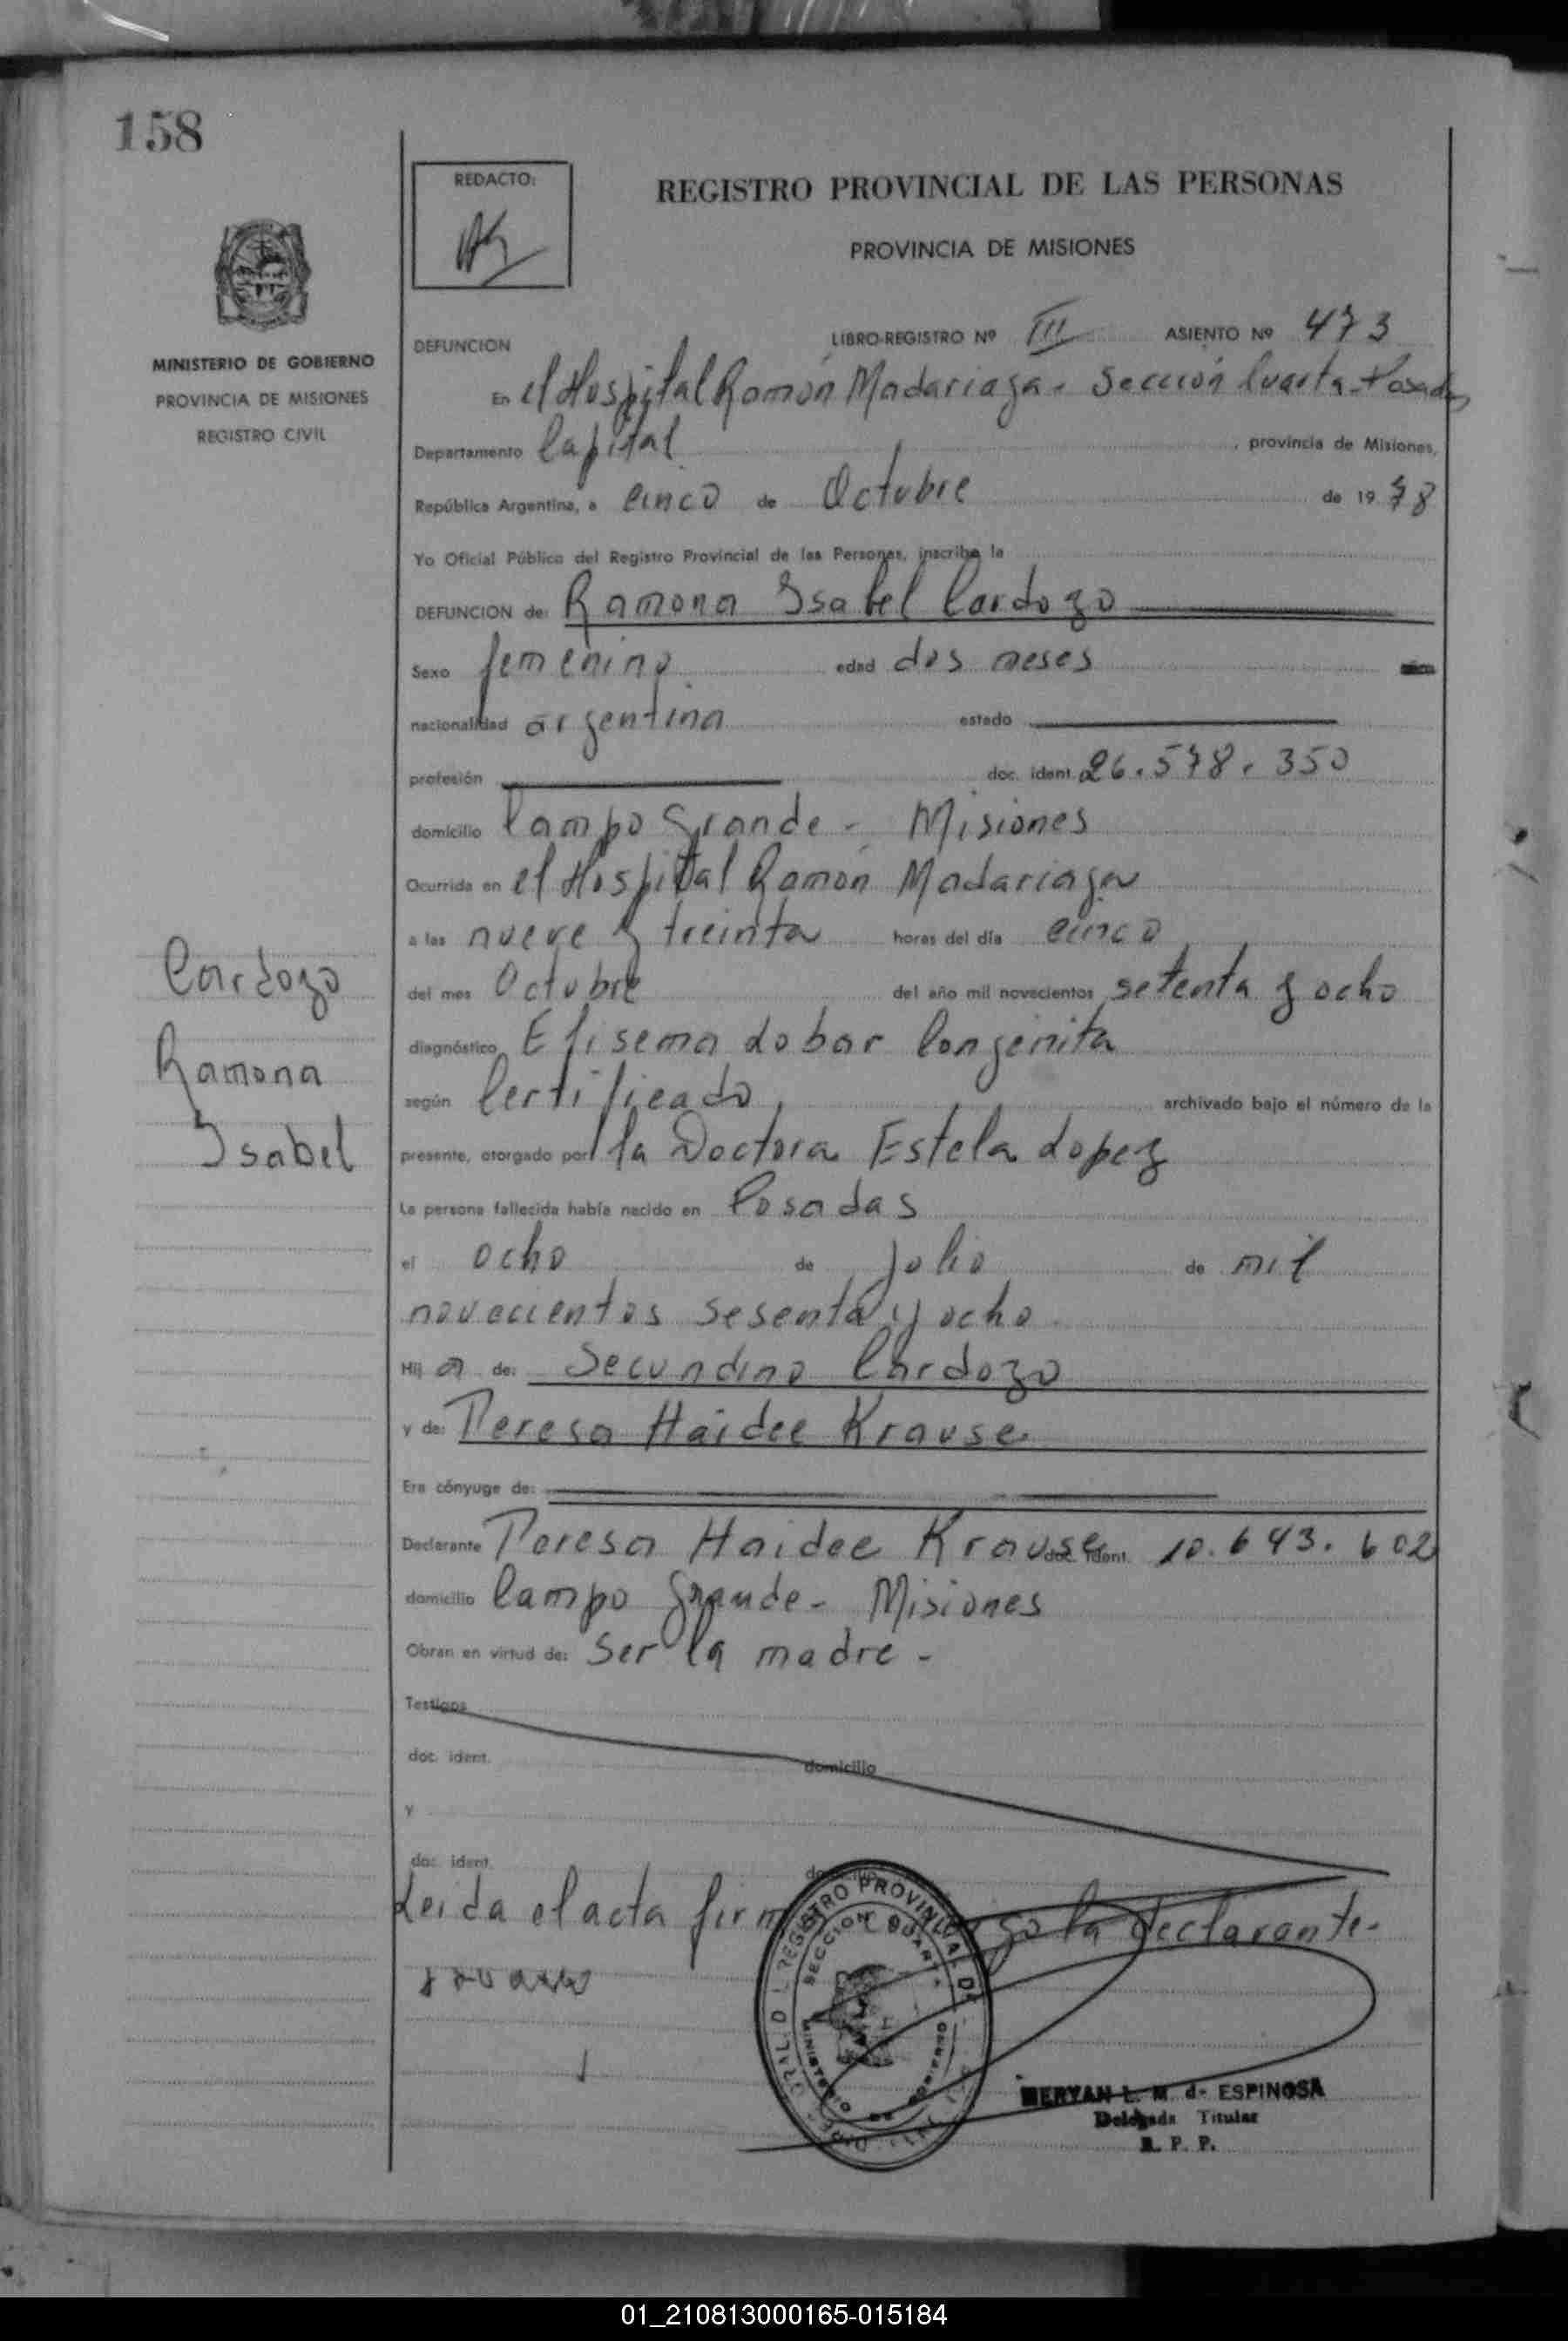 158
REDACTO:
REGISTRO PROVINCIAL DE LAS PERSONAS
PROVINCIA DE MISIONES
MINISTERIO DE GOBIERNO
PROVINCIA DE MISIONES
REGISTRO CIVIL
DEFUNCION LIBRO-REGISTRO Nº III ASIENTO Nº 473
En el Hospital Ramón Madariaga - Sección Cuarta - Posadas
Departamento Capital , provincia de Misiones,
República Argentina, a cinco de Octubre de 1978
Yo Oficial Público del Registro Provincial de las Personas, inscribo la
DEFUNCION de: Ramona Isabel Cardozo
Sexo femenino edad dos meses
nacionalidad argentina estado
profesión doc. ident. 26.578.350
domicilio Campo Grande - Misiones
Ocurrida en el Hospital Ramón Madariaga
a las nueve y treinta horas del día cinco
del mes Octubre del año mil novecientos setenta y ocho
diagnóstico Efisema Lobar Congenita
según Certificado, archivado bajo el número de la
presente, otorgado por la Doctora Estela Lopez
La persona fallecida había nacido en Posadas
el ocho de Julio de mil
novecientos sesenta y ocho
Hij a de: Secundino Cardozo
y de: Teresa Haidee Krause
Era cónyuge de:
Declarante Teresa Haidee Krause doc. ident. 10.643.602
domicilio Campo Grande - Misiones
Obran en virtud de: Ser la madre -
Testigos
doc. ident. domicilio
y
doc. ident.
Leida el acta la declarante.
Cardozo
Ramona
Isabel
REGISTRO PROVINCIAL DE
SECCION CUARTA
MINISTERIO DE GOBIERNO
MERYAN L. M. de ESPINOSA
Delegada Titular
R. P. P.
01_210813000165-015184